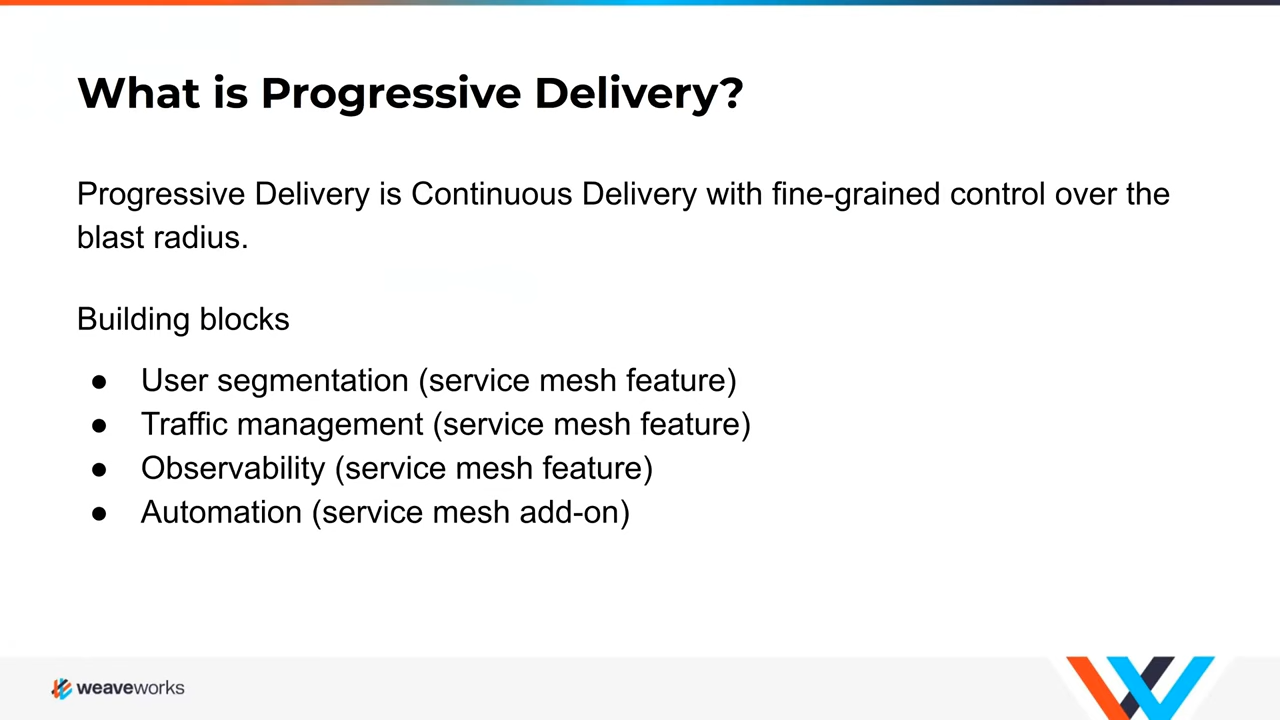 What is Progressive Delivery?
Progressive Delivery is Continuous Delivery with fine-grained control over the
blast radius.
Building blocks
● User segmentation (service mesh feature)
● Traffic management (service mesh feature)
● Observability (service mesh feature)
● Automation (service mesh add-on)
weaveworks